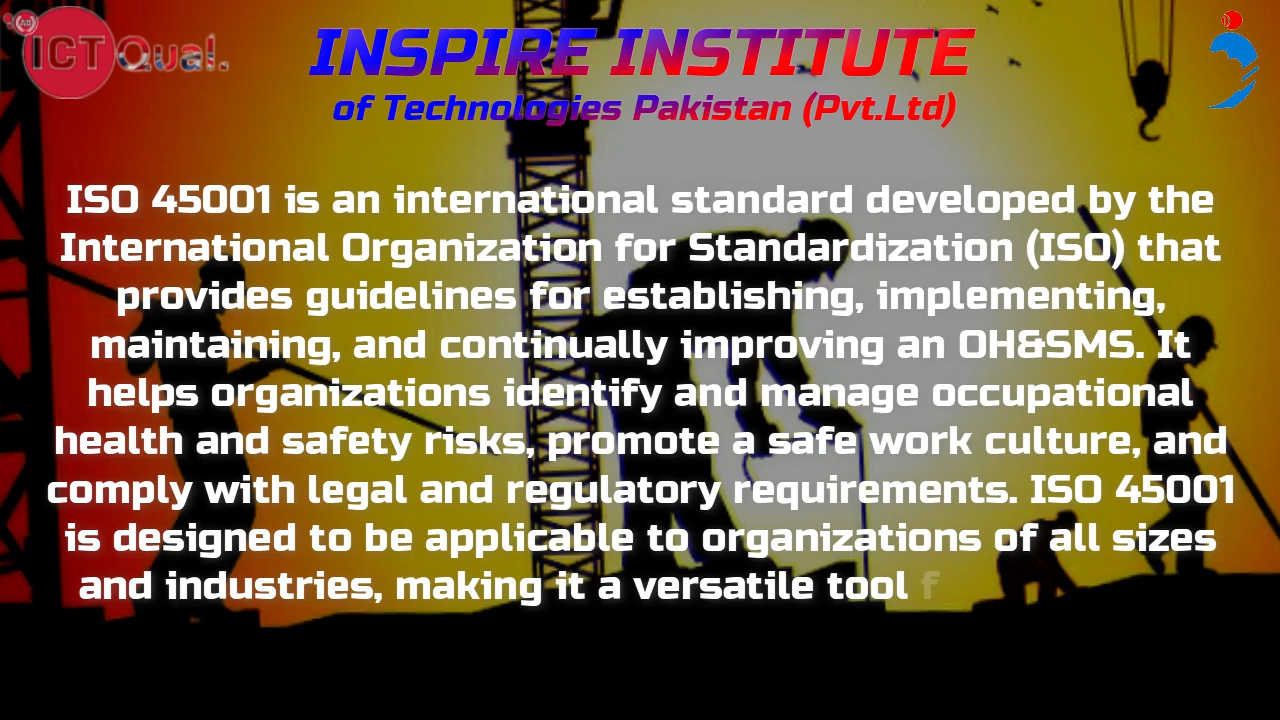 ICTQual.
INSPIRE INSTITUTE
of Technologies Pakistan (Pvt.Ltd)
ISO 45001 is an international standard developed by the
International Organization for Standardization (ISO) that
provides guidelines for establishing, implementing,
maintaining, and continually improving an OH&SMS. It
helps organizations identify and manage occupational
health and safety risks, promote a safe work culture, and
comply with legal and regulatory requirements. ISO 45001
is designed to be applicable to organizations of all sizes
and industries, making it a versatile tool f